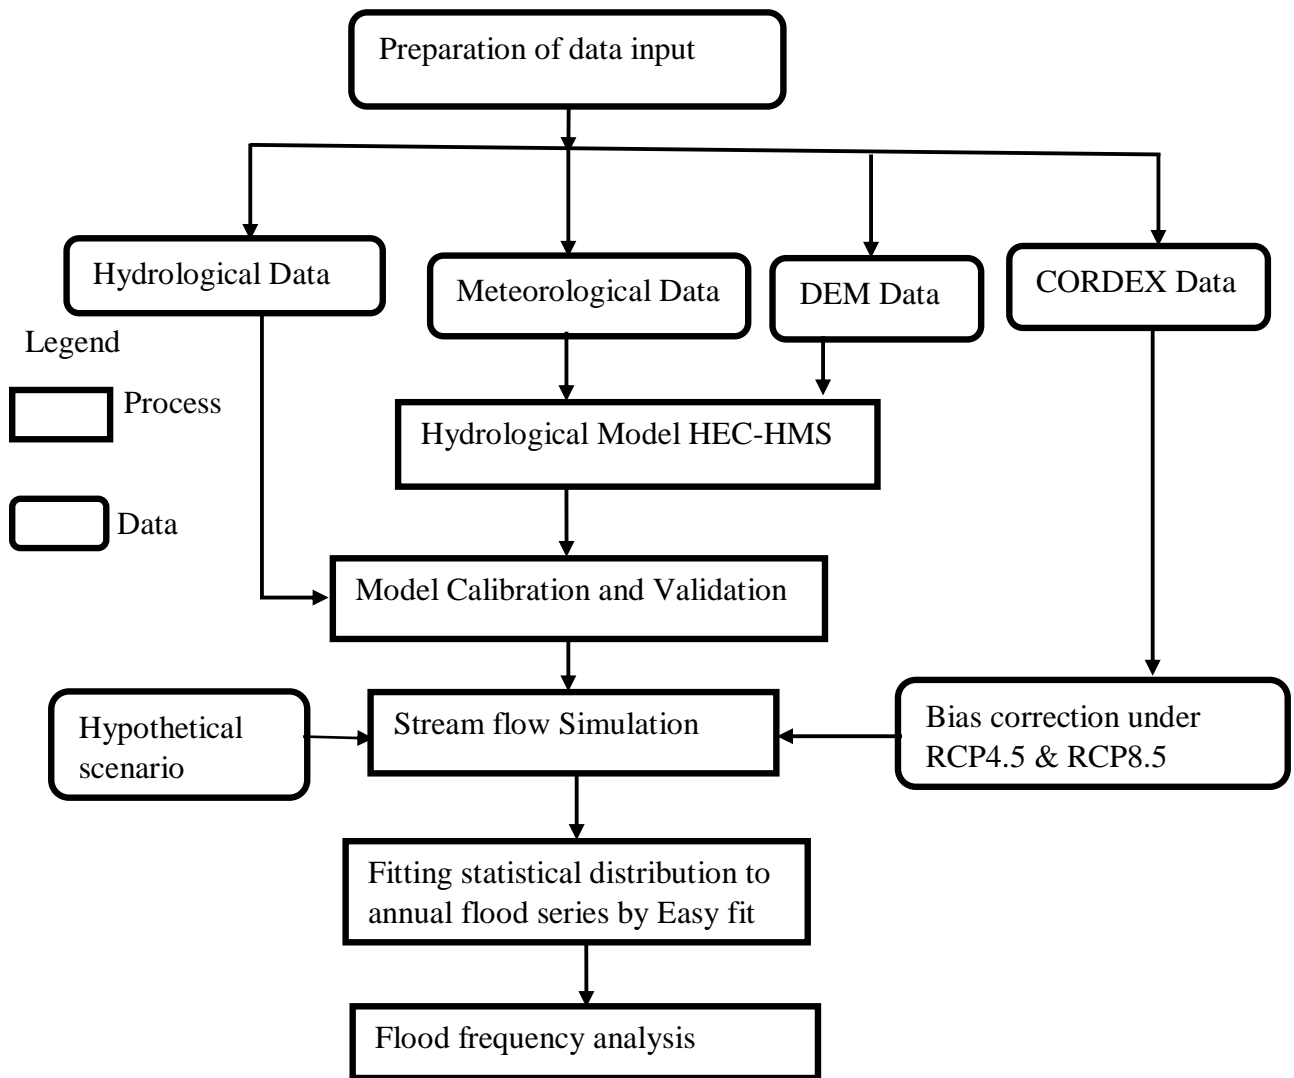 Preparation of data input
Hydrological Data
Meteorological Data
DEM Data
CORDEX Data
Legend
Process
Data
Hydrological Model HEC-HMS
Model Calibration and Validation
Hypothetical
scenario
Stream flow Simulation
Bias correction under
RCP4.5 & RCP8.5
Fitting statistical distribution to
annual flood series by Easy fit
Flood frequency analysis